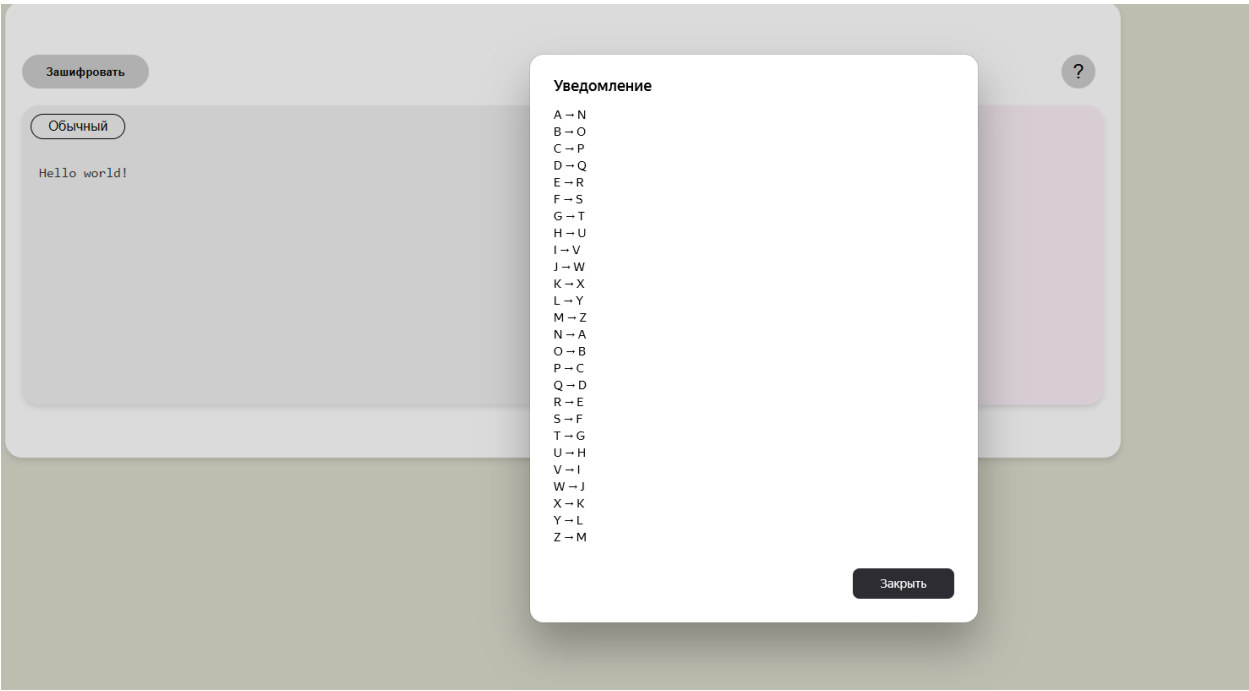 Зашифровать
?
Обычный
Hello world!
Уведомление
A → N
B → O
C → P
D → Q
E → R
F → S
G → T
H → U
I → V
J → W
K → X
L → Y
M → Z
N → A
O → B
P → C
Q → D
R → E
S → F
T → G
U → H
V → I
W → J
X → K
Y → L
Z → M
Закрыть